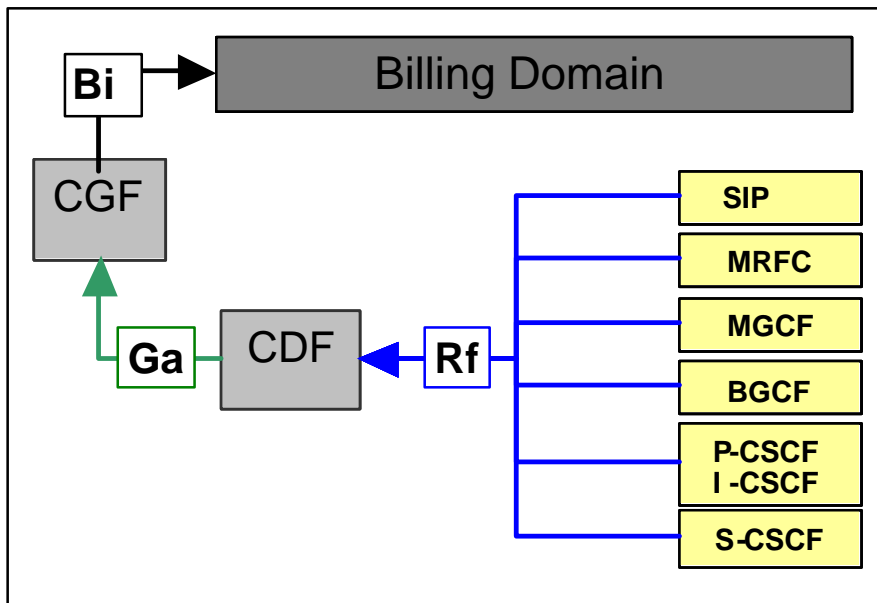 Bi
Billing Domain
CGF
SIP
MRFC
MGCF
Ga
CDF
Rf
BGCF
P-CSCF
I -CSCF
S-CSCF